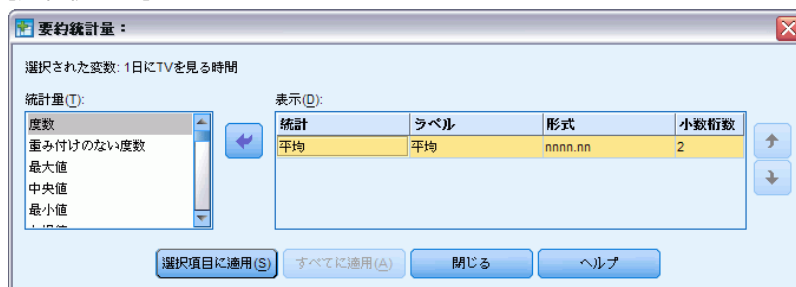 要約統計量：
選択された変数: 1日にTVを見る時間
統計量(T):
表示(D):
度数
重み付けのない度数
最大値
中央値
最小値
統計 ラベル 形式 小数桁数
平均 平均 nnnn.nn 2
選択項目に適用(S) すべてに適用(A) 閉じる ヘルプ